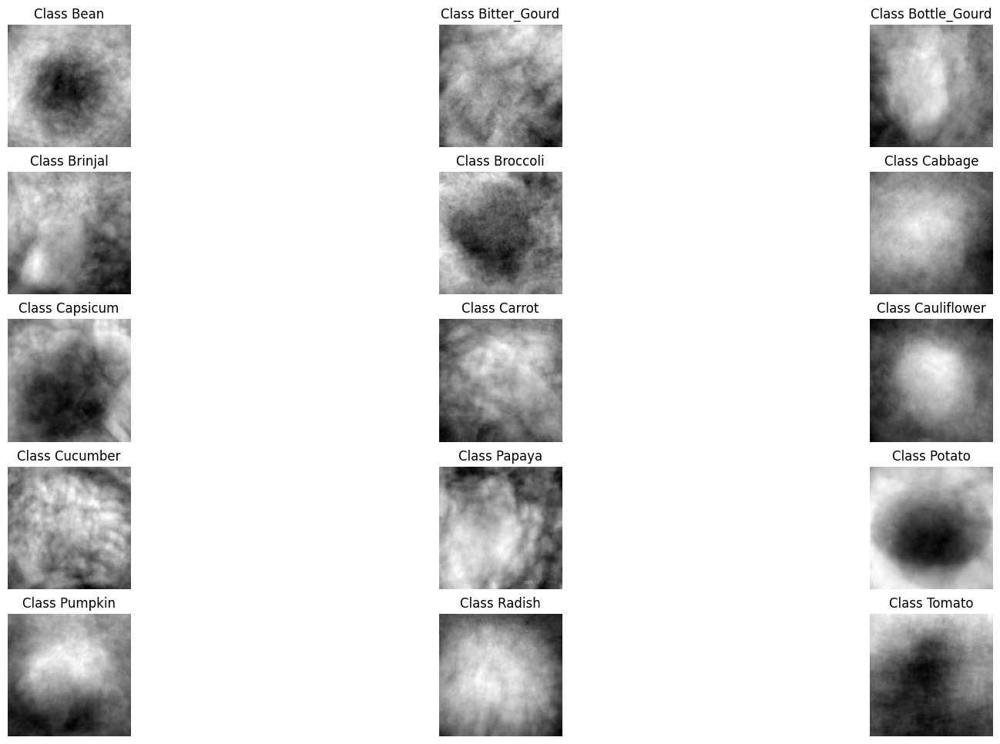 Class Bean
Class Bitter_Gourd
Class Bottle_Gourd
Class Brinjal
Class Broccoli
Class Cabbage
Class Capsicum
Class Carrot
Class Cauliflower
Class Cucumber
Class Papaya
Class Potato
Class Pumpkin
Class Radish
Class Tomato